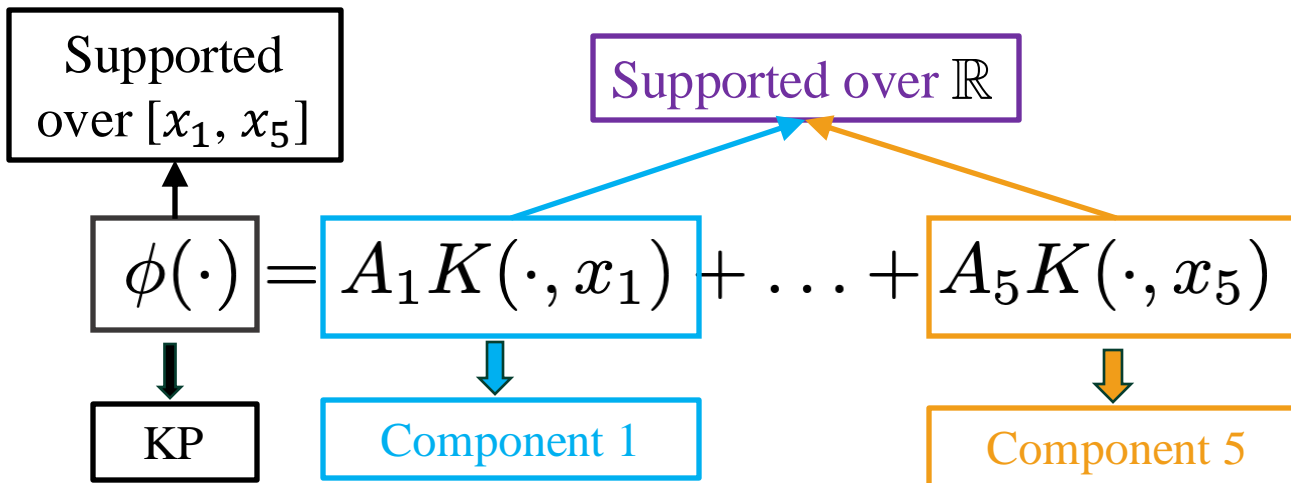 Supported
over [x₁, x₅]
Supported over ℝ
ϕ(·) = A₁K(·, x₁) + . . . + A₅K(·, x₅)
KP
Component 1
Component 5